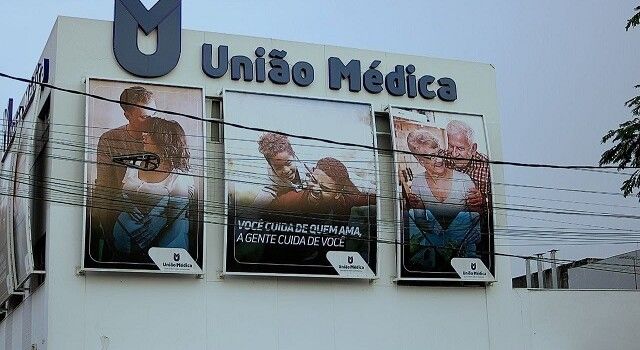 União Médica
VOCÊ CUIDA DE QUEM AMA,
A GENTE CUIDA DE VOCÊ
União Médica
União Médica
União Médica